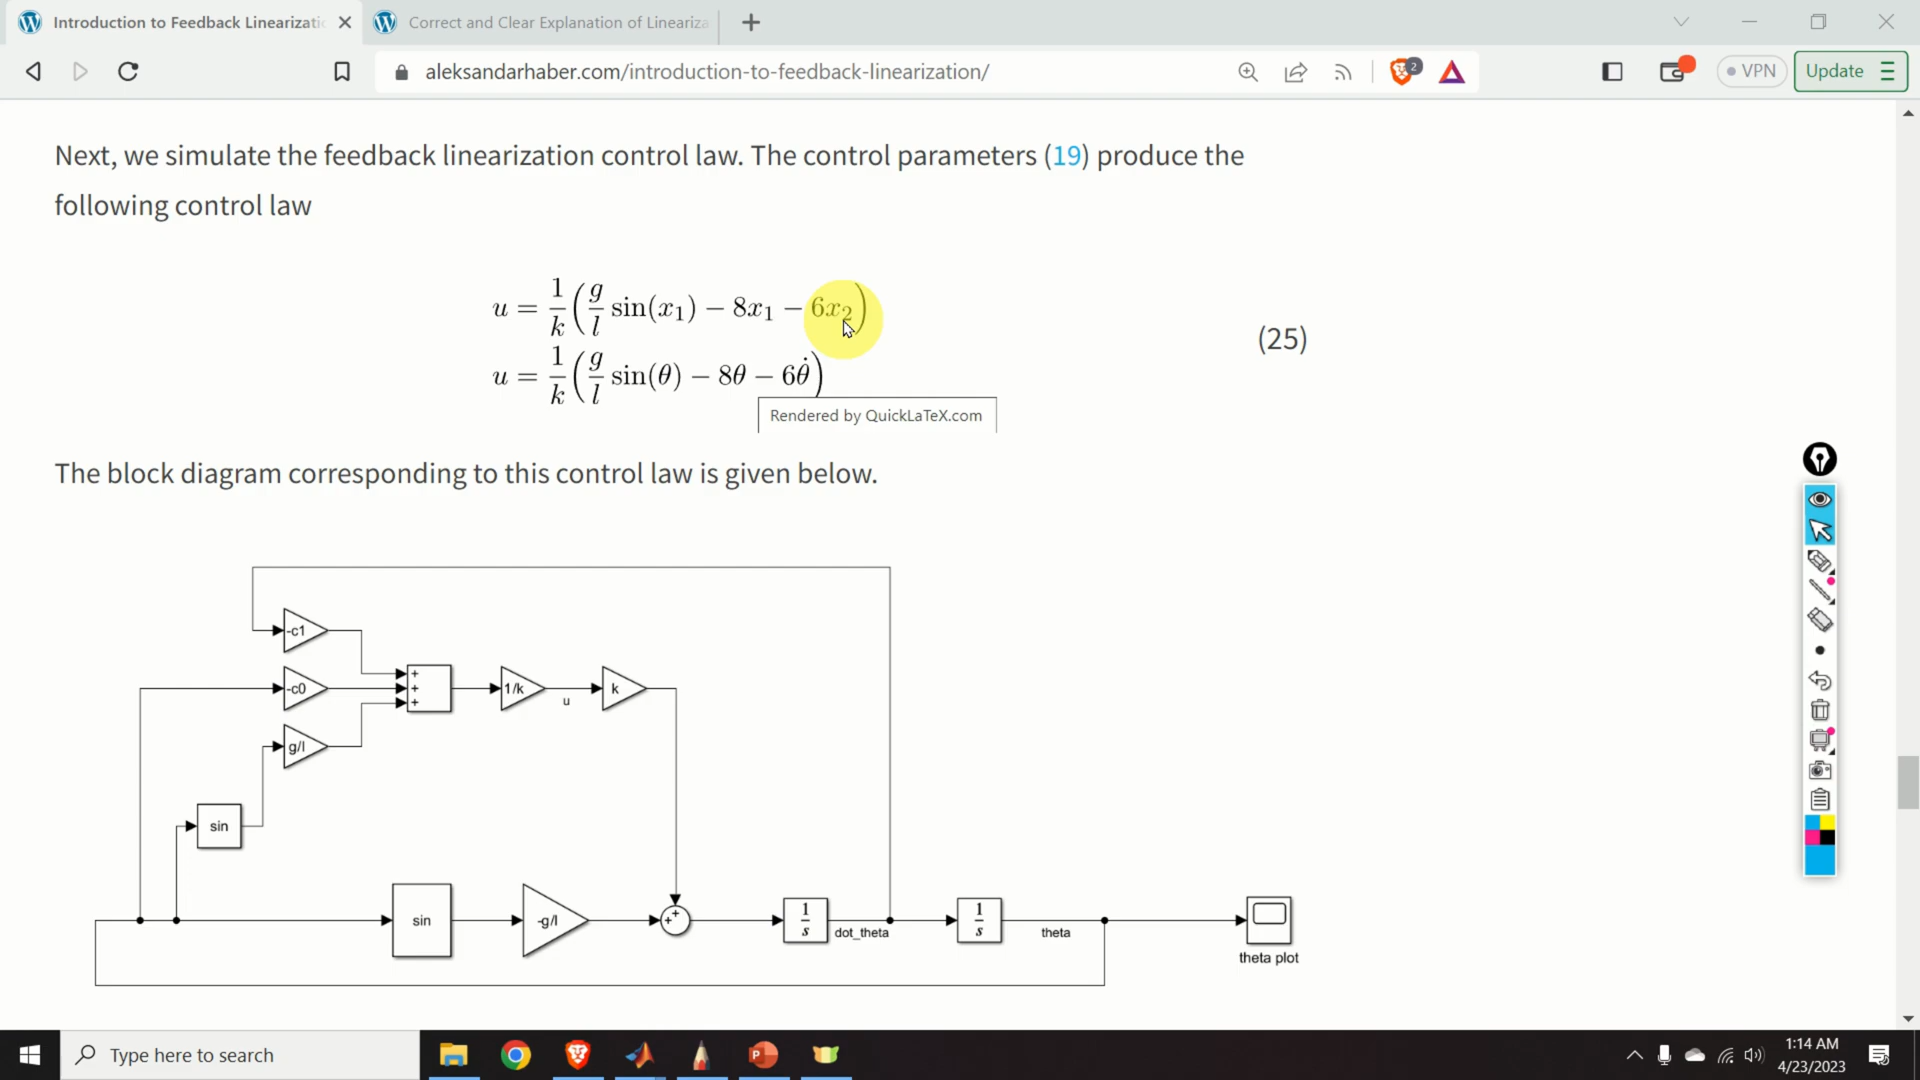 Introduction to Feedback Linearizatio
Correct and Clear Explanation of Lineariza
aleksandarhaber.com/introduction-to-feedback-linearization/
2
VPN
Update
Next, we simulate the feedback linearization control law. The control parameters (19) produce the
following control law
u = 1/k (g/l sin(x₁) − 8x₁ − 6x₂)
u = 1/k (g/l sin(θ) − 8θ − 6θ̇)
(25)
Rendered by QuickLaTeX.com
The block diagram corresponding to this control law is given below.
-c1
-c0
+
+
+
1/k
u
k
g/l
sin
sin
-g/l
+
+
1/s
dot_theta
1/s
theta
theta plot
Type here to search
1:14 AM
4/23/2023